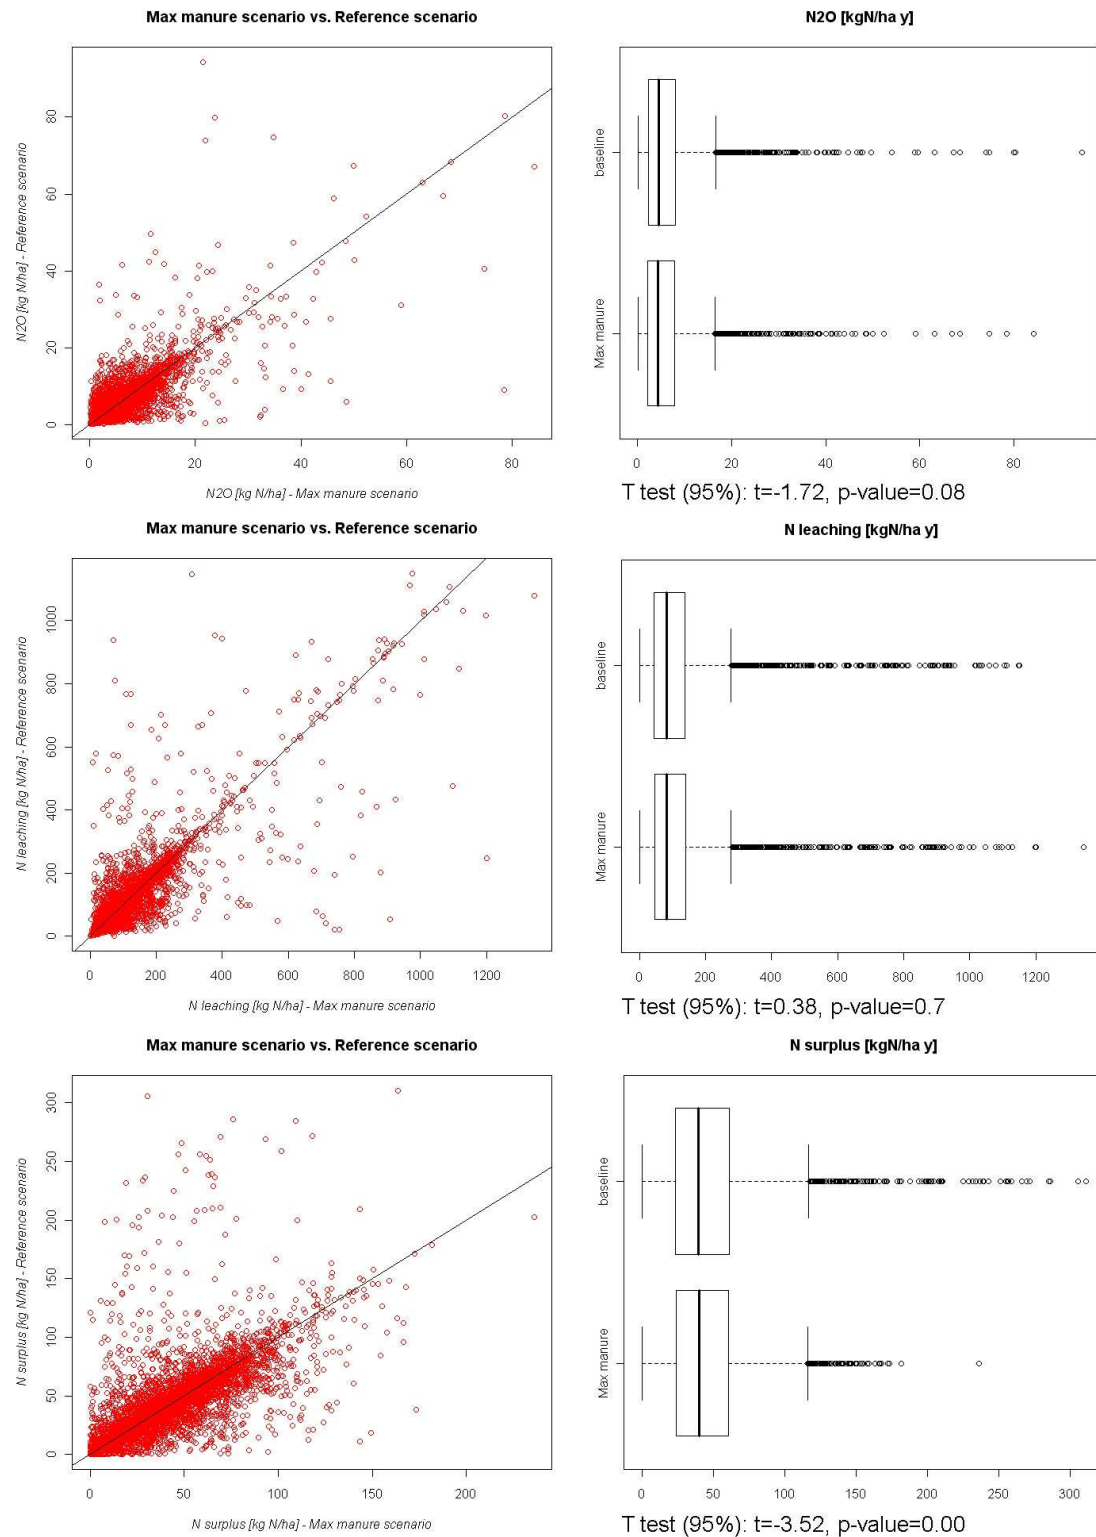 Max manure scenario vs. Reference scenario
N2O [kg N/ha] - Reference scenario
0 20 40 60 80
0 20 40 60 80
N2O [kg N/ha] - Max manure scenario
N2O [kgN/ha y]
baseline
Max manure
0 20 40 60 80
T test (95%): t=-1.72, p-value=0.08
Max manure scenario vs. Reference scenario
N leaching [kg N/ha] - Reference scenario
0 200 400 600 800 1000
0 200 400 600 800 1000 1200
N leaching [kg N/ha] - Max manure scenario
N leaching [kgN/ha y]
baseline
Max manure
0 200 400 600 800 1000 1200
T test (95%): t=0.38, p-value=0.7
Max manure scenario vs. Reference scenario
N surplus [kg N/ha] - Reference scenario
0 50 100 150 200 250 300
0 50 100 150 200
N surplus [kg N/ha] - Max manure scenario
N surplus [kgN/ha y]
baseline
Max manure
0 50 100 150 200 250 300
T test (95%): t=-3.52, p-value=0.00